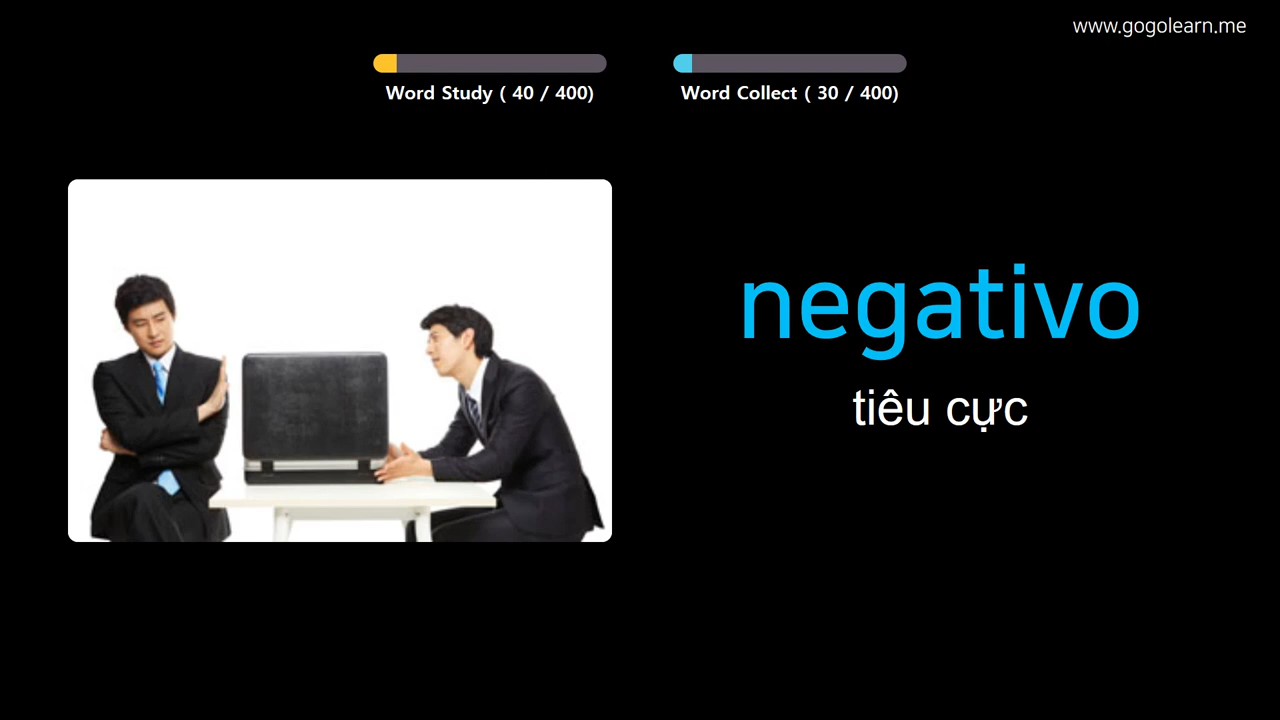 www.gogolearn.me
Word Study ( 40 / 400)
Word Collect ( 30 / 400)
negativo
tiêu cực